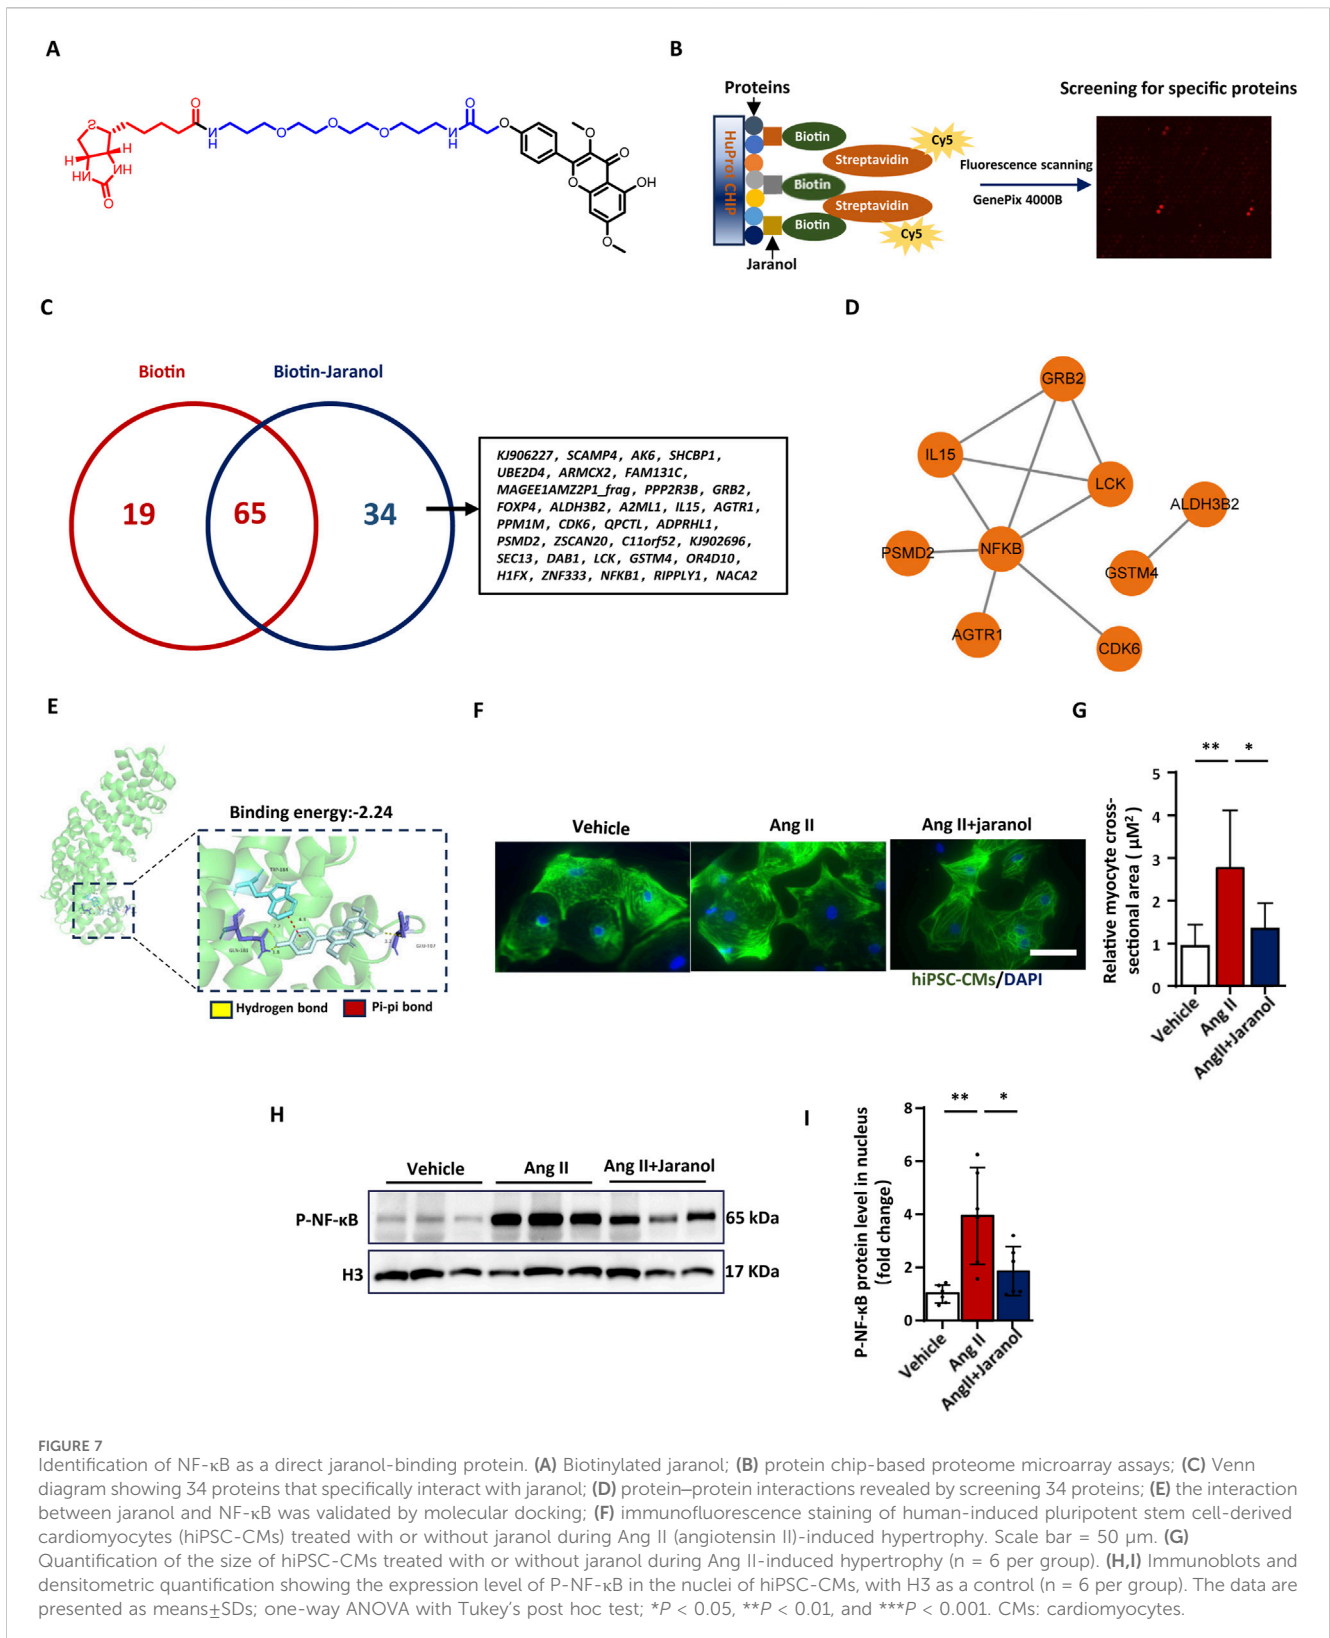 A
O
N
H
O
O
O
N
H
O
O
O
O
O
OH
O
O
S
H
H
HN
NH
O
B
Proteins
HuProt CHIP
Biotin
Streptavidin
Cy5
Biotin
Streptavidin
Biotin
Cy5
Jaranol
Fluorescence scanning
GenePix 4000B
Screening for specific proteins
C
Biotin
Biotin-Jaranol
19
65
34
KJ906227, SCAMP4, AK6, SHCBP1,
UBE2D4, ARMCX2, FAM131C,
MAGEE1AMZ2P1_frag, PPP2R3B, GRB2,
FOXP4, ALDH3B2, A2ML1, IL15, AGTR1,
PPM1M, CDK6, QPCTL, ADPRHL1,
PSMD2, ZSCAN20, C11orf52, KJ902696,
SEC13, DAB1, LCK, GSTM4, OR4D10,
H1FX, ZNF333, NFKB1, RIPPLY1, NACA2
D
GRB2
IL15
LCK
ALDH3B2
PSMD2
NFKB
GSTM4
AGTR1
CDK6
E
Binding energy:-2.24
Hydrogen bond
Pi-pi bond
F
Vehicle
Ang II
Ang II+jaranol
hiPSC-CMs/DAPI
G
Relative myocyte cross-
sectional area ( μM²)
5
4
3
2
1
0
**
*
Vehicle
Ang II
AngII+Jaranol
H
Vehicle
Ang II
Ang II+Jaranol
P-NF-κB
65 kDa
H3
17 KDa
I
P-NF-κB protein level in nucleus
(fold change)
8
6
4
2
0
**
*
Vehicle
Ang II
AngII+Jaranol
FIGURE 7
Identification of NF-κB as a direct jaranol-binding protein. (A) Biotinylated jaranol; (B) protein chip-based proteome microarray assays; (C) Venn
diagram showing 34 proteins that specifically interact with jaranol; (D) protein–protein interactions revealed by screening 34 proteins; (E) the interaction
between jaranol and NF-κB was validated by molecular docking; (F) immunofluorescence staining of human-induced pluripotent stem cell-derived
cardiomyocytes (hiPSC-CMs) treated with or without jaranol during Ang II (angiotensin II)-induced hypertrophy. Scale bar = 50 μm. (G)
Quantification of the size of hiPSC-CMs treated with or without jaranol during Ang II-induced hypertrophy (n = 6 per group). (H,I) Immunoblots and
densitometric quantification showing the expression level of P-NF-κB in the nuclei of hiPSC-CMs, with H3 as a control (n = 6 per group). The data are
presented as means±SDs; one-way ANOVA with Tukey's post hoc test; *P < 0.05, **P < 0.01, and ***P < 0.001. CMs: cardiomyocytes.